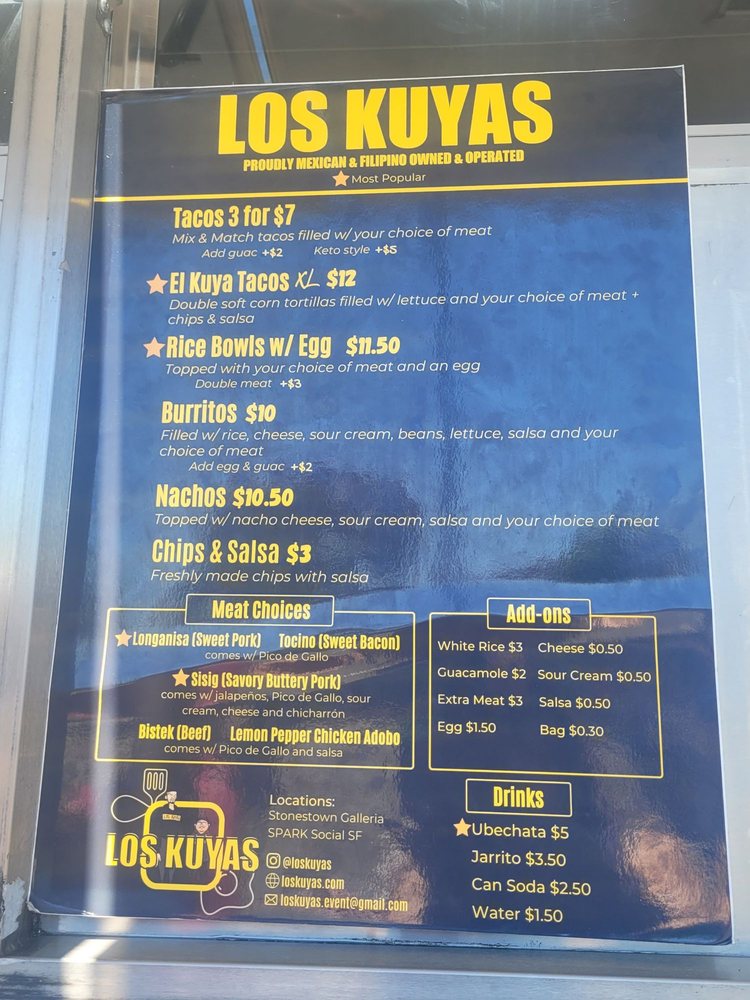 LOS KUYAS
PROUDLY MEXICAN & FILIPINO OWNED & OPERATED
Most Popular
Tacos 3 for $7
Mix & Match tacos filled w/ your choice of meat
Add guac +$2 Keto style +$5
El Kuya Tacos XL $12
Double soft corn tortillas filled w/ lettuce and your choice of meat +
chips & salsa
Rice Bowls w/ Egg $11.50
Topped with your choice of meat and an egg
Double meat +$3
Burritos $10
Filled w/ rice, cheese, sour cream, beans, lettuce, salsa and your
choice of meat
Add egg & guac +$2
Nachos $10.50
Topped w/ nacho cheese, sour cream, salsa and your choice of meat
Chips & Salsa $3
Freshly made chips with salsa
Meat Choices
Longanisa (Sweet Pork) Tocino (Sweet Bacon)
comes w/ Pico de Gallo
Sisig (Savory Buttery Pork)
comes w/ jalapeños, Pico de Gallo, sour
cream, cheese and chicharrón
Bistek (Beef) Lemon Pepper Chicken Adobo
comes w/ Pico de Gallo and salsa
Add-ons
White Rice $3 Cheese $0.50
Guacamole $2 Sour Cream $0.50
Extra Meat $3 Salsa $0.50
Egg $1.50 Bag $0.30
LOS KUYAS
Locations:
Stonestown Galleria
SPARK Social SF
@loskuyas
loskuyas.com
loskuyas.event@gmail.com
Drinks
Ubechata $5
Jarrito $3.50
Can Soda $2.50
Water $1.50